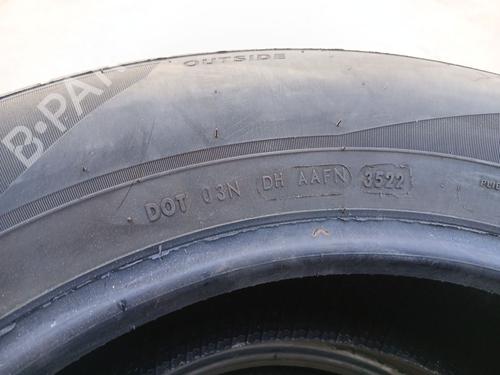 OUTSIDE
B-PA
DOT 03N DH AAFN 3522